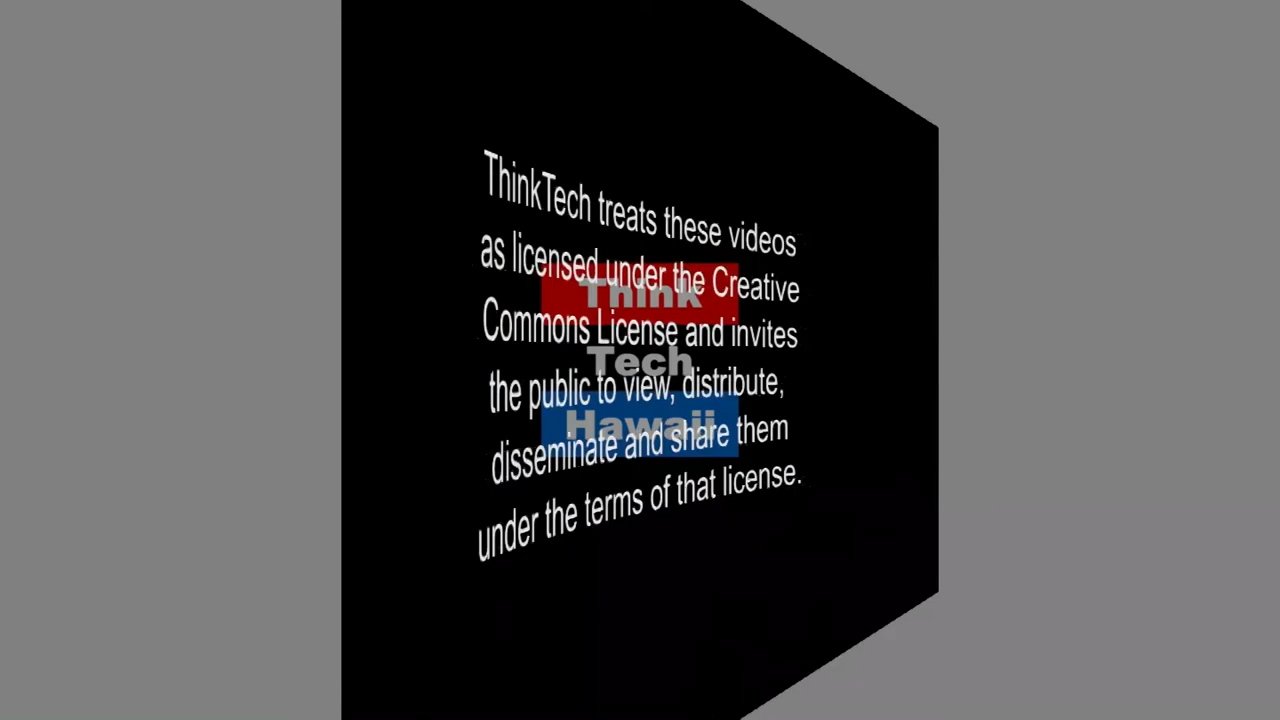 ThinkTech treats these videos
as licensed under the Creative
Commons License and invites
the public to view, distribute,
disseminate and share them
under the terms of that license.
Think
Tech
Hawaii